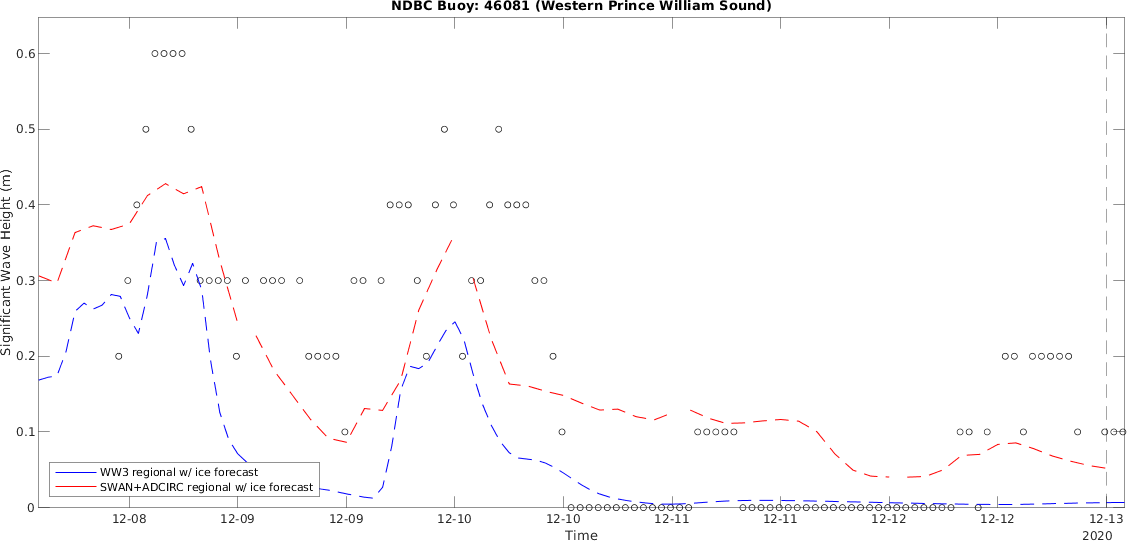 NDBC Buoy: 46081 (Western Prince William Sound)
Significant Wave Height (m)
0.6
0.5
0.4
0.3
0.2
0.1
0
WW3 regional w/ ice forecast
SWAN+ADCIRC regional w/ ice forecast
12-08 12-09 12-09 12-10 12-10 12-11 12-11 12-12 12-12 12-13
Time
2020